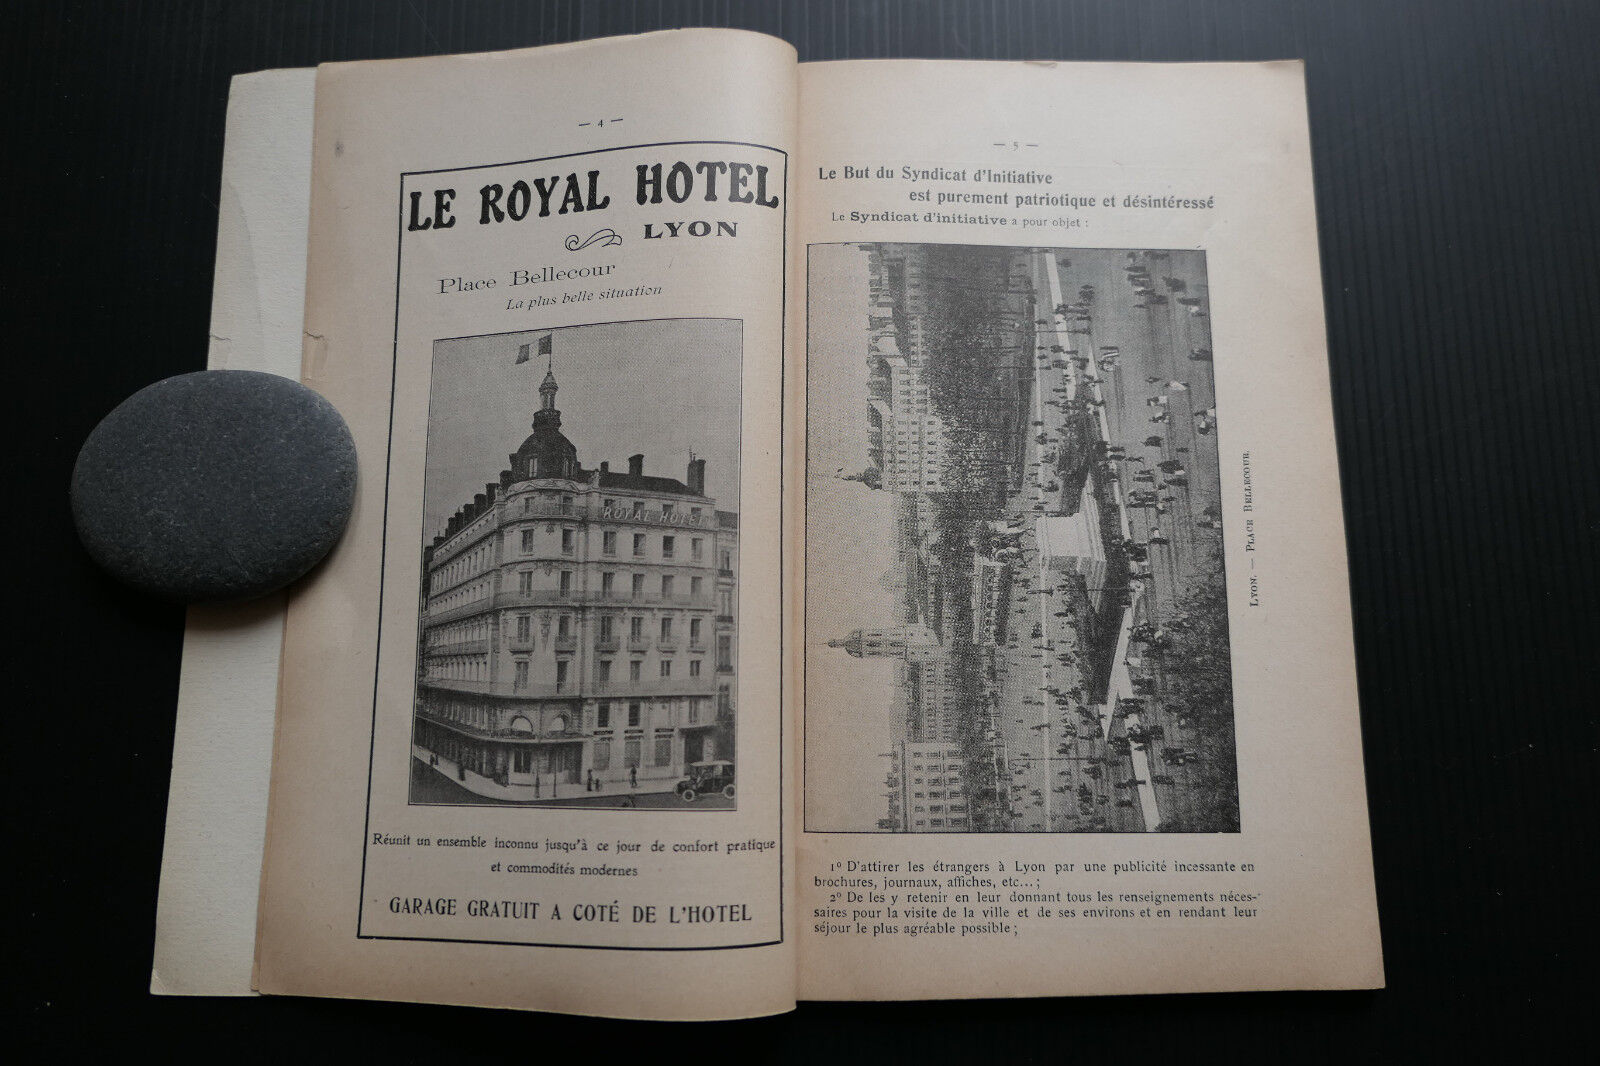 — 4 —
LE ROYAL HOTEL
LYON
Place Bellecour
La plus belle situation
ROYAL HOTEL
Réunit un ensemble inconnu jusqu'à ce jour de confort pratique
et commodités modernes
GARAGE GRATUIT A COTÉ DE L'HOTEL
— 5 —
Le But du Syndicat d'Initiative
est purement patriotique et désintéressé
Le Syndicat d'initiative a pour objet :
LYON. — PLACE BELLECOUR.
1º D'attirer les étrangers à Lyon par une publicité incessante en
brochures, journaux, affiches, etc... ;
2º De les y retenir en leur donnant tous les renseignements néces-
saires pour la visite de la ville et de ses environs et en rendant leur
séjour le plus agréable possible ;